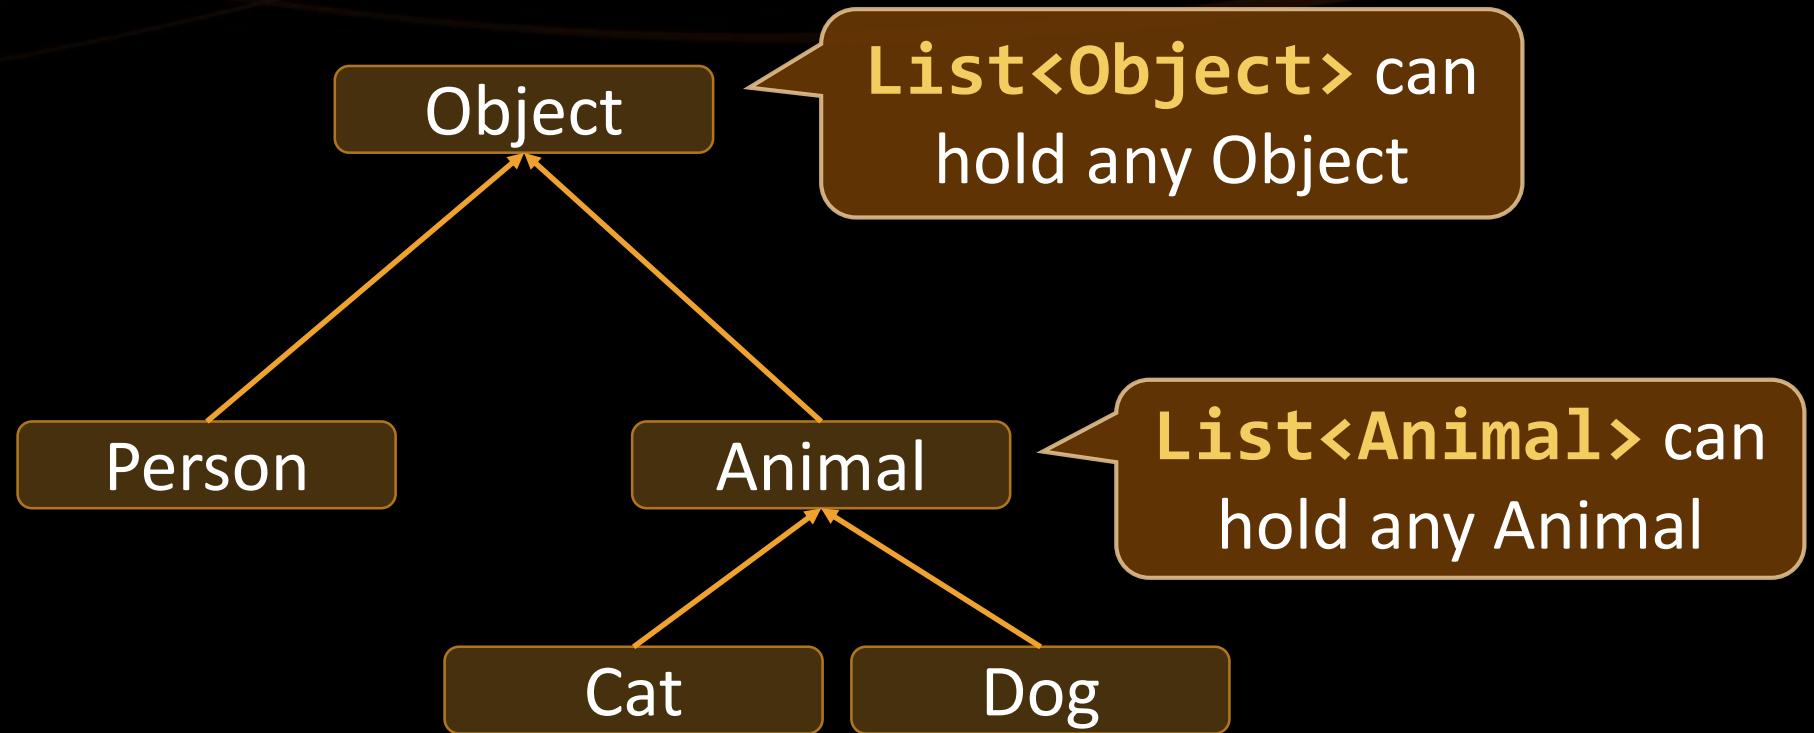 Object
List<Object> can
hold any Object
Person
Animal
List<Animal> can
hold any Animal
Cat
Dog